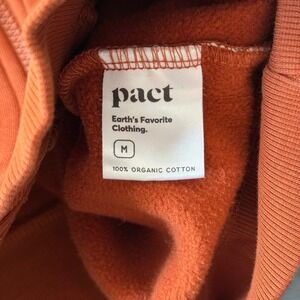 pact
Earth's Favorite
Clothing.
M
100% ORGANIC COTTON